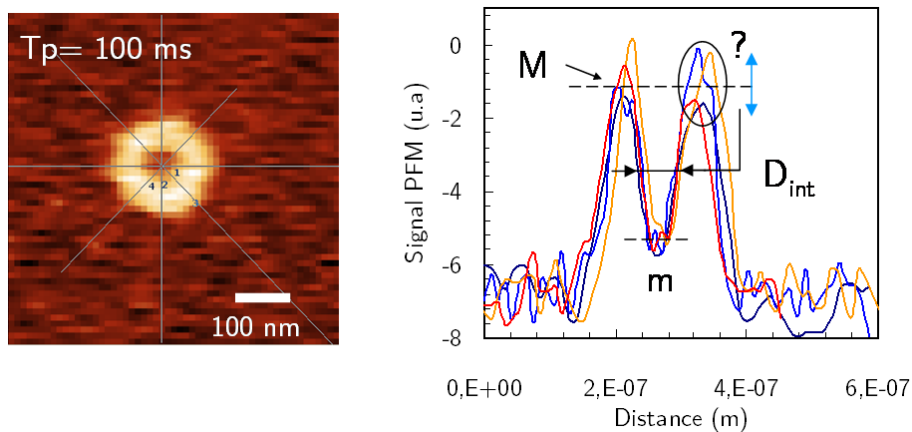 Tp= 100 ms
1
4 2
3
100 nm
Signal PFM (u.a)
0
-2
-4
-6
-8
M
?
D_int
m
0,E+00 2,E-07 4,E-07 6,E-07
Distance (m)